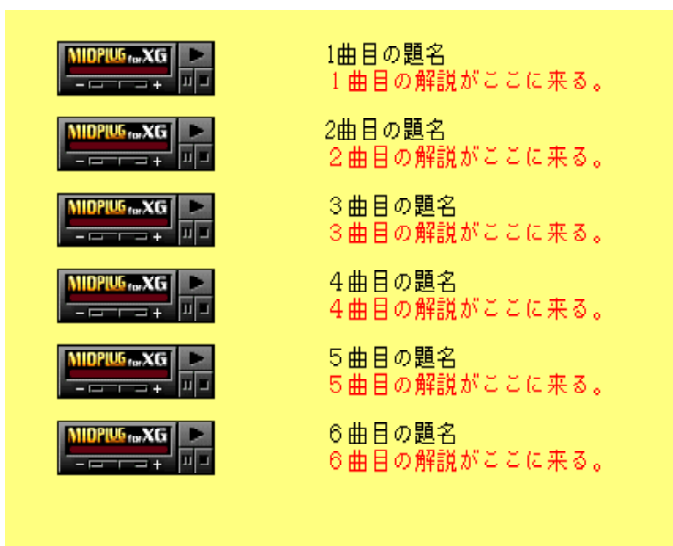 MIDPLUG for XG
1曲目の題名
１曲目の解説がここに来る。
MIDPLUG for XG
2曲目の題名
２曲目の解説がここに来る。
MIDPLUG for XG
３曲目の題名
３曲目の解説がここに来る。
MIDPLUG for XG
４曲目の題名
４曲目の解説がここに来る。
MIDPLUG for XG
５曲目の題名
５曲目の解説がここに来る。
MIDPLUG for XG
６曲目の題名
６曲目の解説がここに来る。